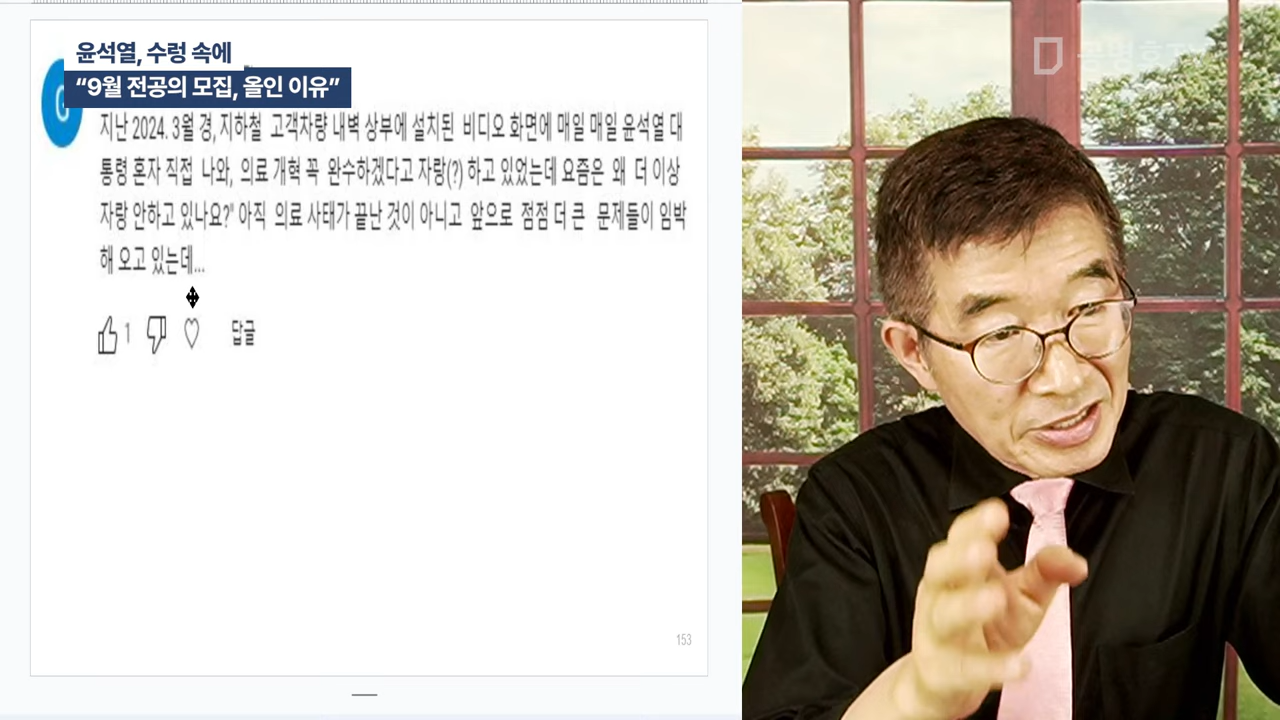 윤석열, 수렁 속에
“9월 전공의 모집, 올인 이유”
G
지난 2024. 3월 경, 지하철 고객차량 내벽 상부에 설치된 비디오 화면에 매일 매일 윤석열 대
통령 혼자 직접 나와, 의료 개혁 꼭 완수하겠다고 자랑(?) 하고 있었는데 요즘은 왜 더 이상
자랑 안하고 있나요?" 아직 의료 사태가 끝난 것이 아니고 앞으로 점점 더 큰 문제들이 임박
해 오고 있는데...
1 답글
153
공병호TV